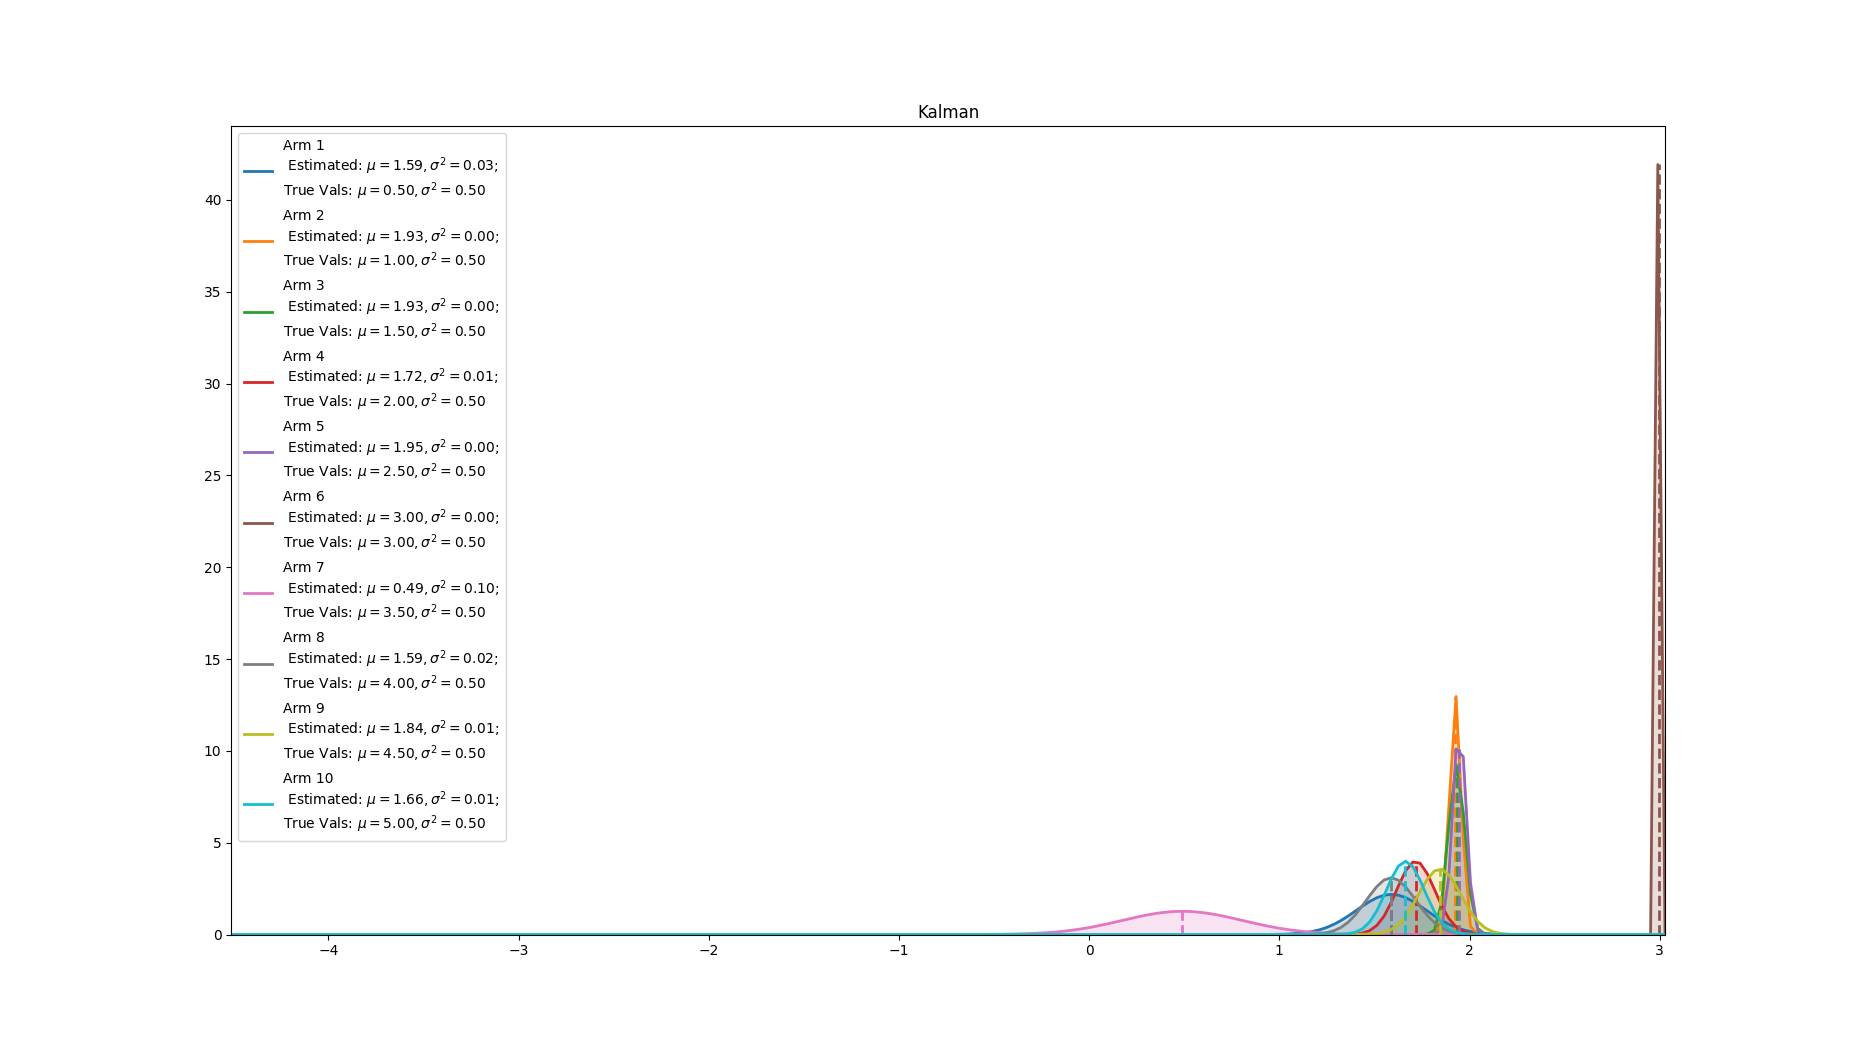 Kalman
Arm 1
Estimated: μ = 1.59, σ² = 0.03;
True Vals: μ = 0.50, σ² = 0.50
Arm 2
Estimated: μ = 1.93, σ² = 0.00;
True Vals: μ = 1.00, σ² = 0.50
Arm 3
Estimated: μ = 1.93, σ² = 0.00;
True Vals: μ = 1.50, σ² = 0.50
Arm 4
Estimated: μ = 1.72, σ² = 0.01;
True Vals: μ = 2.00, σ² = 0.50
Arm 5
Estimated: μ = 1.95, σ² = 0.00;
True Vals: μ = 2.50, σ² = 0.50
Arm 6
Estimated: μ = 3.00, σ² = 0.00;
True Vals: μ = 3.00, σ² = 0.50
Arm 7
Estimated: μ = 0.49, σ² = 0.10;
True Vals: μ = 3.50, σ² = 0.50
Arm 8
Estimated: μ = 1.59, σ² = 0.02;
True Vals: μ = 4.00, σ² = 0.50
Arm 9
Estimated: μ = 1.84, σ² = 0.01;
True Vals: μ = 4.50, σ² = 0.50
Arm 10
Estimated: μ = 1.66, σ² = 0.01;
True Vals: μ = 5.00, σ² = 0.50
40
35
30
25
20
15
10
5
0
−4 −3 −2 −1 0 1 2 3